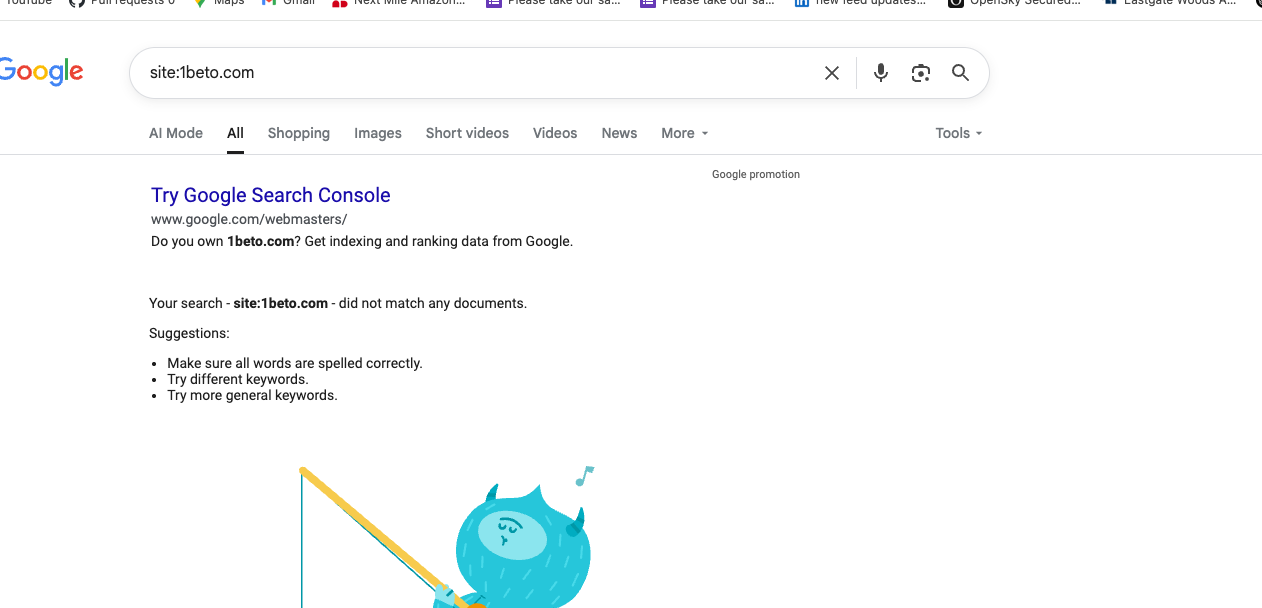 YouTube Pull requests 0 Maps Gmail Next Mile Amazon... Please take our sa... Please take our sa... new feed updates... OpenSky Secured... Eastgate Woods A...
Google
site:1beto.com
AI Mode All Shopping Images Short videos Videos News More Tools
Google promotion
Try Google Search Console
www.google.com/webmasters/
Do you own 1beto.com? Get indexing and ranking data from Google.
Your search - site:1beto.com - did not match any documents.
Suggestions:
• Make sure all words are spelled correctly.
• Try different keywords.
• Try more general keywords.